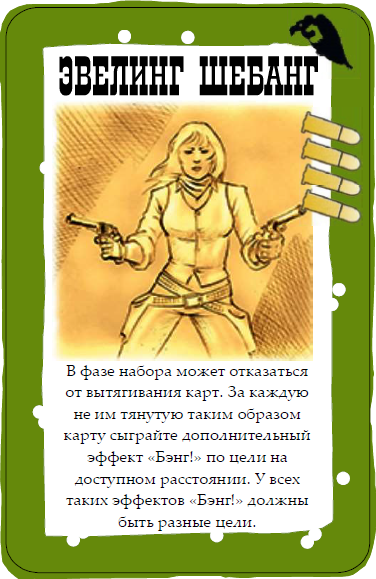 ЭВЕЛИНГ ШЕБАНГ
В фазе набора может отказаться
от вытягивания карт. За каждую
не им тянутую таким образом
карту сыграйте дополнительный
эффект «Бэнг!» по цели на
доступном расстоянии. У всех
таких эффектов «Бэнг!» должны
быть разные цели.